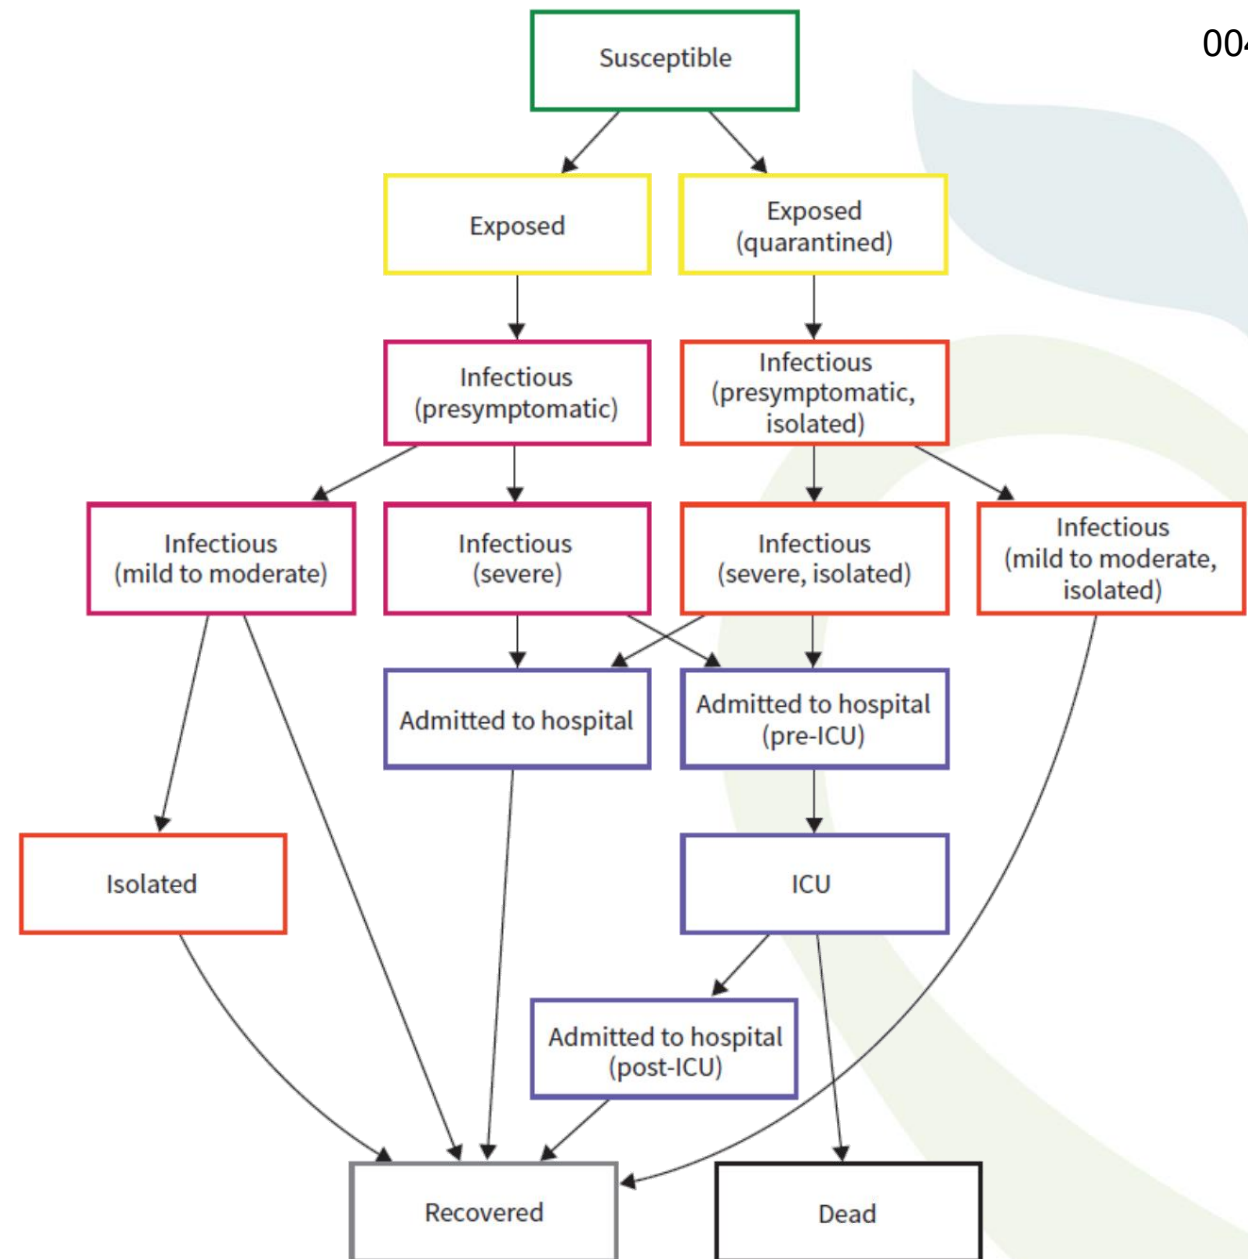 004
Susceptible
Exposed
Exposed
(quarantined)
Infectious
(presymptomatic)
Infectious
(presymptomatic,
isolated)
Infectious
(mild to moderate)
Infectious
(severe)
Infectious
(severe, isolated)
Infectious
(mild to moderate,
isolated)
Admitted to hospital
Admitted to hospital
(pre-ICU)
Isolated
ICU
Admitted to hospital
(post-ICU)
Recovered
Dead